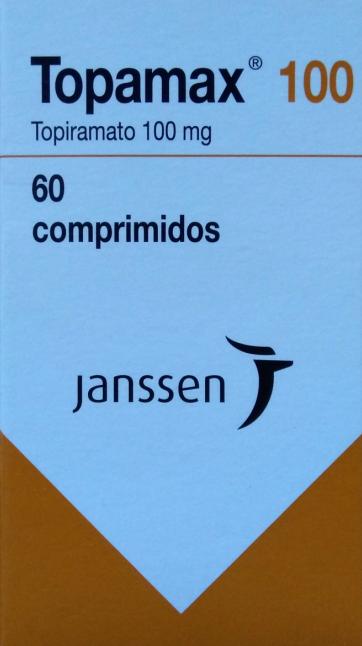 Topamax® 100
Topiramato 100 mg
60
comprimidos
janssen